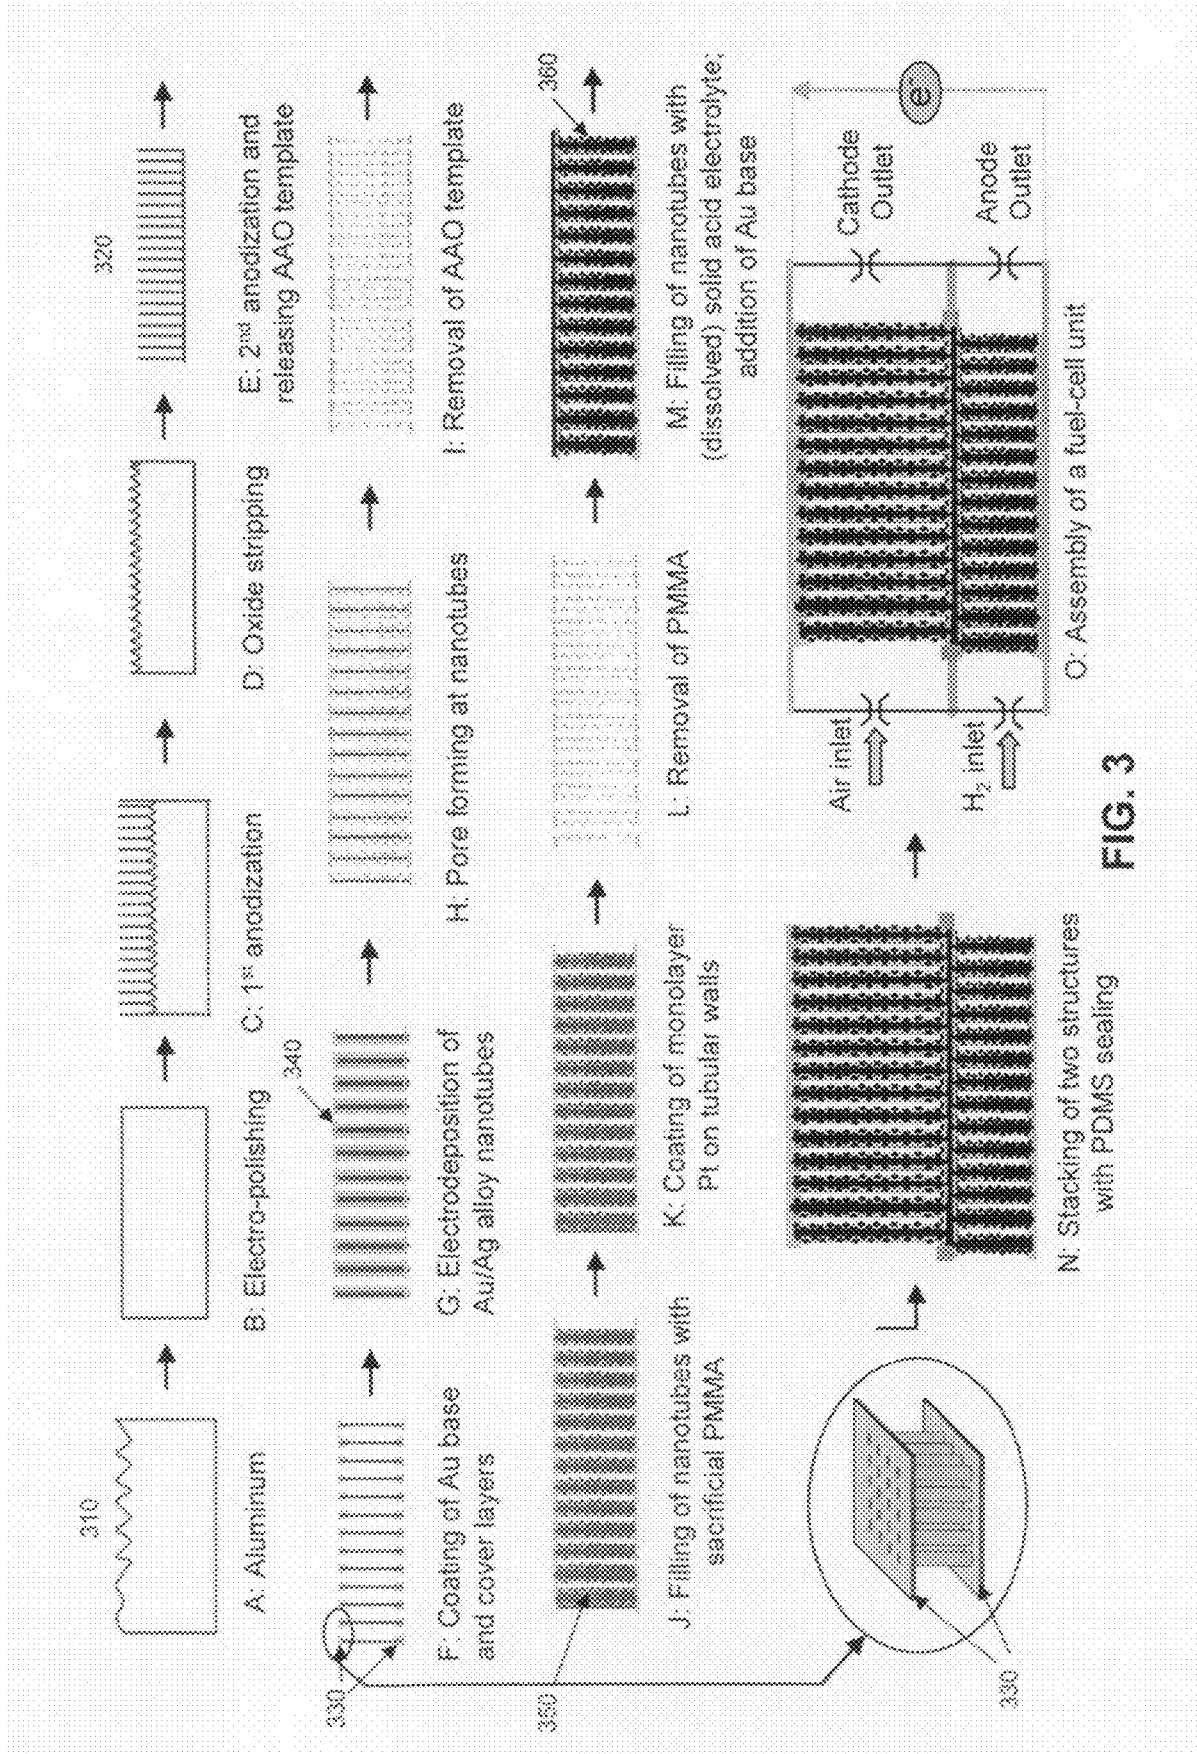 310
320
A: Aluminum
B: Electro-polishing
C: 1st anodization
D: Oxide stripping
E: 2nd anodization and
releasing AAO template
330
340
F: Coating of Au base
and cover layers
G: Electrodeposition of
Au/Ag alloy nanotubes
H: Pore forming at nanotubes
I: Removal of AAO template
350
360
J: Filling of nanotubes with
sacrificial PMMA
K: Coating of monolayer
Pt on tubular walls
L: Removal of PMMA
M: Filling of nanotubes with
(dissolved) solid acid electrolyte;
addition of Au base
330
N: Stacking of two structures
with PDMS sealing
Air inlet
H2 inlet
Cathode
Outlet
Anode
Outlet
e-
O: Assembly of a fuel-cell unit
FIG. 3